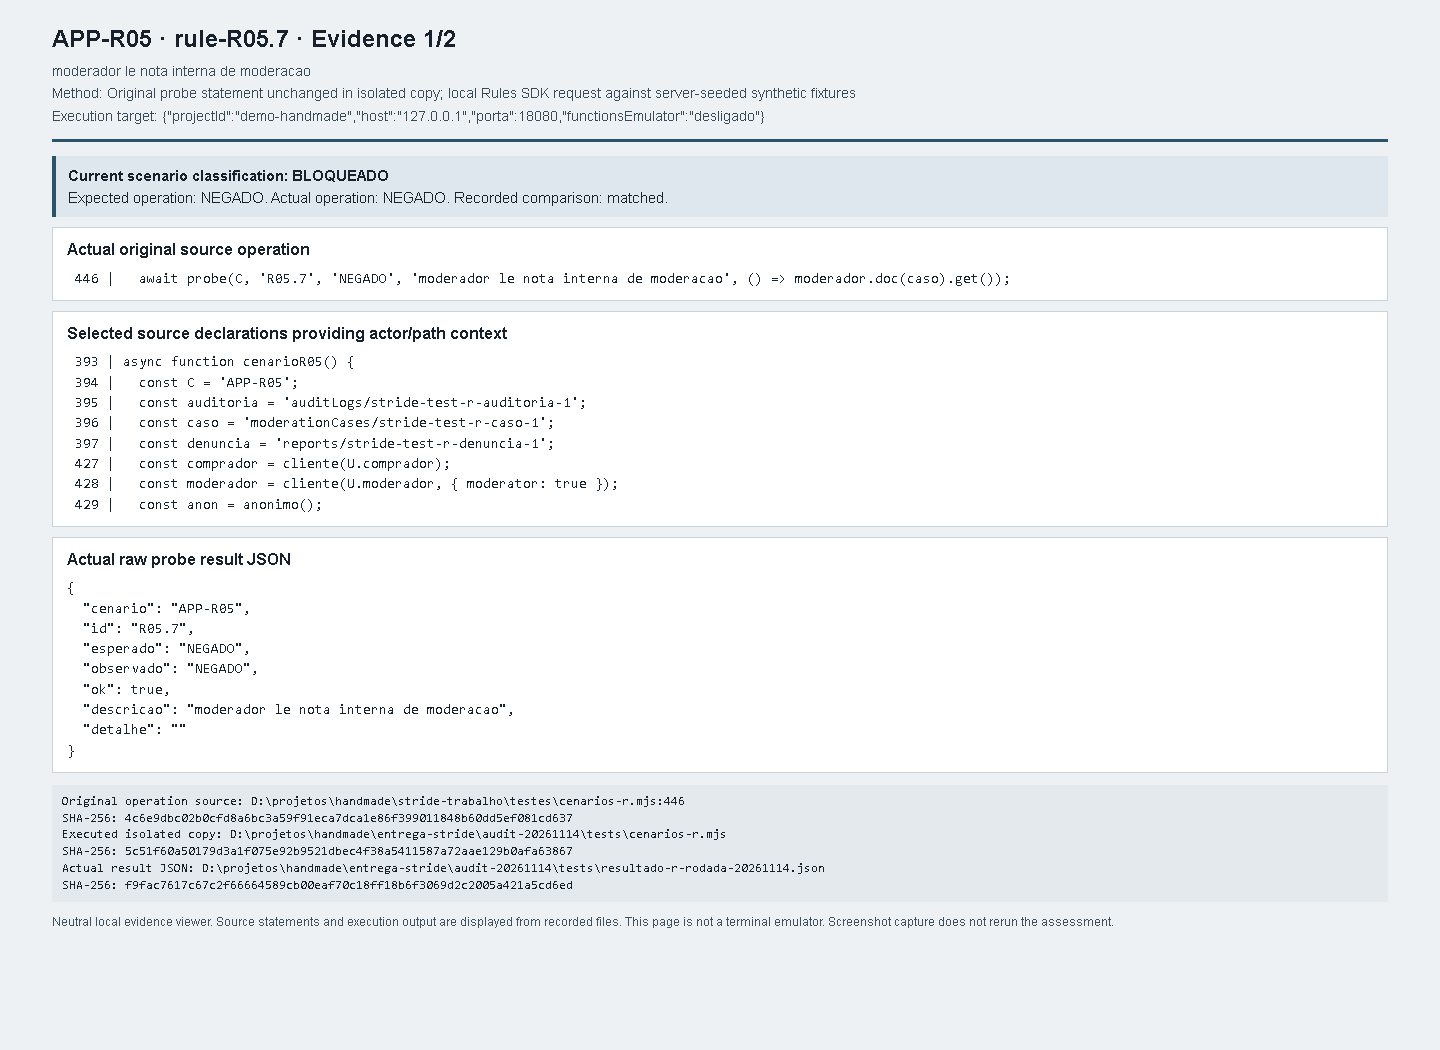 APP-R05 · rule-R05.7 · Evidence 1/2
moderador le nota interna de moderacao
Method: Original probe statement unchanged in isolated copy; local Rules SDK request against server-seeded synthetic fixtures
Execution target: {"projectId":"demo-handmade","host":"127.0.0.1","porta":18080,"functionsEmulator":"desligado"}
Current scenario classification: BLOQUEADO
Expected operation: NEGADO. Actual operation: NEGADO. Recorded comparison: matched.
Actual original source operation
446 |   await probe(C, 'R05.7', 'NEGADO', 'moderador le nota interna de moderacao', () => moderador.doc(caso).get());
Selected source declarations providing actor/path context
393 | async function cenarioR05() {
394 |   const C = 'APP-R05';
395 |   const auditoria = 'auditLogs/stride-test-r-auditoria-1';
396 |   const caso = 'moderationCases/stride-test-r-caso-1';
397 |   const denuncia = 'reports/stride-test-r-denuncia-1';
427 |   const comprador = cliente(U.comprador);
428 |   const moderador = cliente(U.moderador, { moderator: true });
429 |   const anon = anonimo();
Actual raw probe result JSON
{
  "cenario": "APP-R05",
  "id": "R05.7",
  "esperado": "NEGADO",
  "observado": "NEGADO",
  "ok": true,
  "descricao": "moderador le nota interna de moderacao",
  "detalhe": ""
}
Original operation source: D:\projetos\handmade\stride-trabalho\testes\cenarios-r.mjs:446
SHA-256: 4c6e9dbc02b0cfd8a6bc3a59f91eca7dca1e86f399011848b60dd5ef081cd637
Executed isolated copy: D:\projetos\handmade\entrega-stride\audit-20261114\tests\cenarios-r.mjs
SHA-256: 5c51f60a50179d3a1f075e92b9521dbec4f38a5411587a72aae129b0afa63867
Actual result JSON: D:\projetos\handmade\entrega-stride\audit-20261114\tests\resultado-r-rodada-20261114.json
SHA-256: f9fac7617c67c2f66664589cb00eaf70c18ff18b6f3069d2c2005a421a5cd6ed
Neutral local evidence viewer. Source statements and execution output are displayed from recorded files. This page is not a terminal emulator. Screenshot capture does not rerun the assessment.